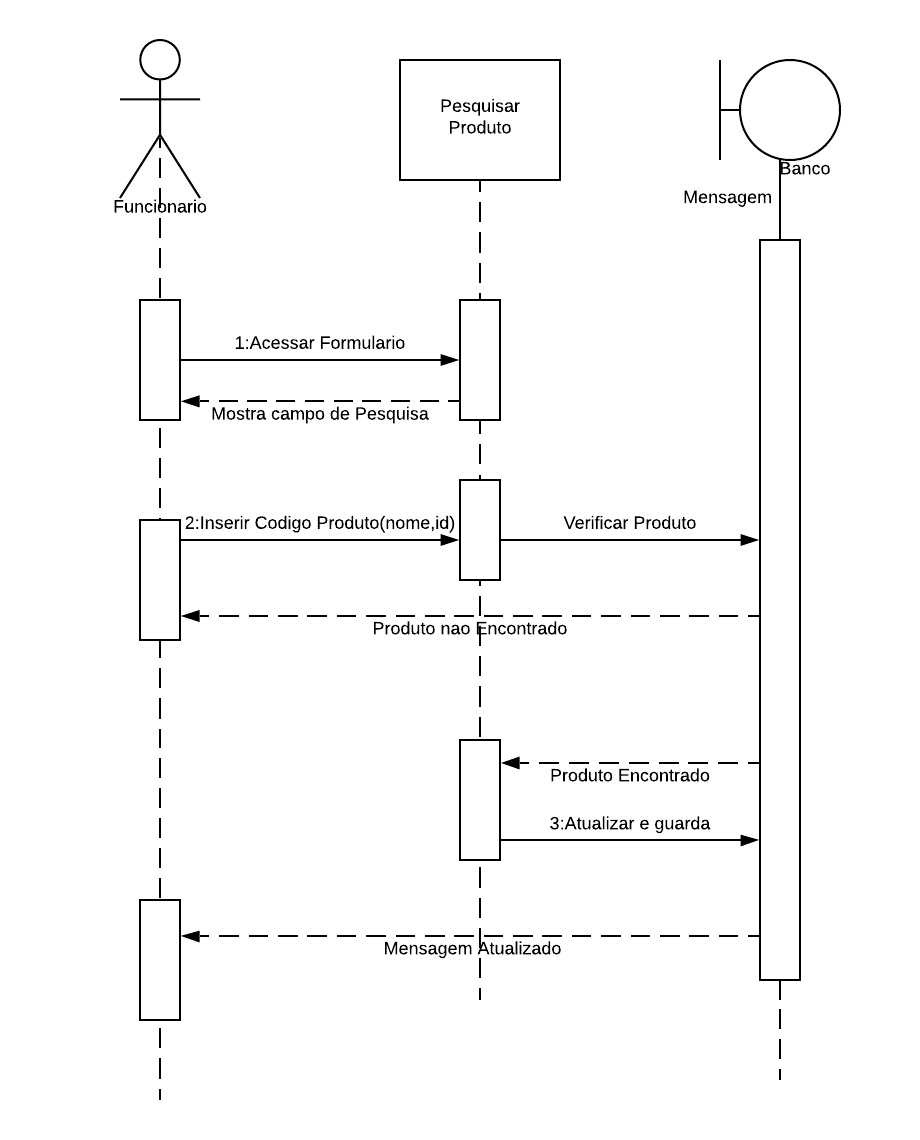 Pesquisar
Produto
Banco
Mensagem
Funcionario
1:Acessar Formulario
Mostra campo de Pesquisa
2:Inserir Codigo Produto(nome,id)
Verificar Produto
Produto nao Encontrado
Produto Encontrado
3:Atualizar e guarda
Mensagem Atualizado